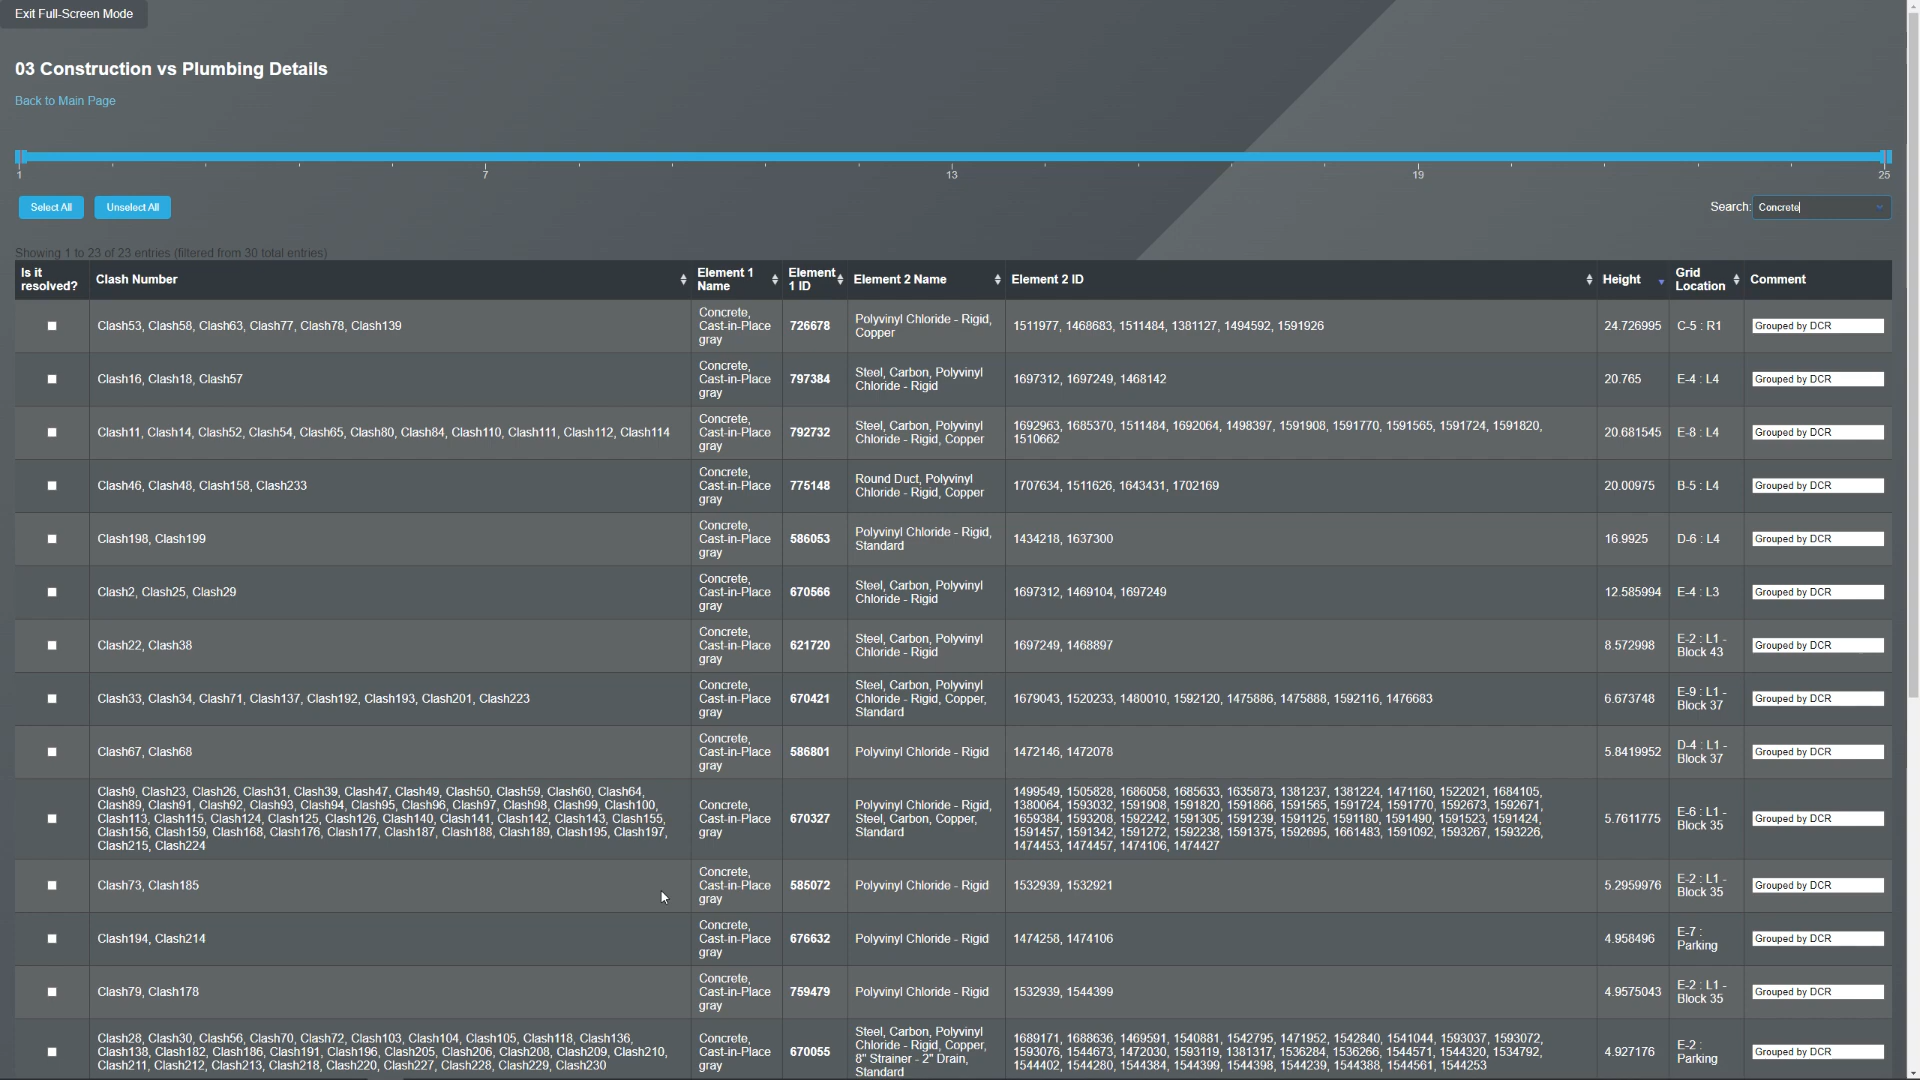 Exit Full-Screen Mode
03 Construction vs Plumbing Details
Back to Main Page
1 7 13 19 25
Select All Unselect All Search: Concrete
Showing 1 to 23 of 23 entries (filtered from 30 total entries)
Is it resolved? Clash Number Element 1 Name Element 1 ID Element 2 Name Element 2 ID Height Grid Location Comment
Clash53, Clash58, Clash63, Clash77, Clash78, Clash139 Concrete, Cast-in-Place gray 726678 Polyvinyl Chloride - Rigid, Copper 1511977, 1468683, 1511484, 1381127, 1494592, 1591926 24.726995 C-5 : R1 Grouped by DCR
Clash16, Clash18, Clash57 Concrete, Cast-in-Place gray 797384 Steel, Carbon, Polyvinyl Chloride - Rigid 1697312, 1697249, 1468142 20.765 E-4 : L4 Grouped by DCR
Clash11, Clash14, Clash52, Clash54, Clash65, Clash80, Clash84, Clash110, Clash111, Clash112, Clash114 Concrete, Cast-in-Place gray 792732 Steel, Carbon, Polyvinyl Chloride - Rigid, Copper 1692963, 1685370, 1511484, 1692064, 1498397, 1591908, 1591770, 1591565, 1591724, 1591820, 1510662 20.681545 E-8 : L4 Grouped by DCR
Clash46, Clash48, Clash158, Clash233 Concrete, Cast-in-Place gray 775148 Round Duct, Polyvinyl Chloride - Rigid, Copper 1707634, 1511626, 1643431, 1702169 20.00975 B-5 : L4 Grouped by DCR
Clash198, Clash199 Concrete, Cast-in-Place gray 586053 Polyvinyl Chloride - Rigid, Standard 1434218, 1637300 16.9925 D-6 : L4 Grouped by DCR
Clash2, Clash25, Clash29 Concrete, Cast-in-Place gray 670566 Steel, Carbon, Polyvinyl Chloride - Rigid 1697312, 1469104, 1697249 12.585994 E-4 : L3 Grouped by DCR
Clash22, Clash38 Concrete, Cast-in-Place gray 621720 Steel, Carbon, Polyvinyl Chloride - Rigid 1697249, 1468897 8.572998 E-2 : L1 - Block 43 Grouped by DCR
Clash33, Clash34, Clash71, Clash137, Clash192, Clash193, Clash201, Clash223 Concrete, Cast-in-Place gray 670421 Steel, Carbon, Polyvinyl Chloride - Rigid, Copper, Standard 1679043, 1520233, 1480010, 1592120, 1475886, 1475888, 1592116, 1476683 6.673748 E-9 : L1 - Block 37 Grouped by DCR
Clash67, Clash68 Concrete, Cast-in-Place gray 586801 Polyvinyl Chloride - Rigid 1472146, 1472078 5.8419952 D-4 : L1 - Block 37 Grouped by DCR
Clash9, Clash23, Clash26, Clash31, Clash39, Clash47, Clash49, Clash50, Clash59, Clash60, Clash64, Clash89, Clash91, Clash92, Clash93, Clash94, Clash95, Clash96, Clash97, Clash98, Clash99, Clash100, Clash113, Clash115, Clash124, Clash125, Clash126, Clash140, Clash141, Clash142, Clash143, Clash155, Clash156, Clash159, Clash168, Clash176, Clash177, Clash187, Clash188, Clash189, Clash195, Clash197, Clash215, Clash224 Concrete, Cast-in-Place gray 670327 Polyvinyl Chloride - Rigid, Steel, Carbon, Copper, Standard 1499549, 1505828, 1686058, 1685633, 1635873, 1381237, 1381224, 1471160, 1522021, 1684105, 1380064, 1593032, 1591908, 1591820, 1591866, 1591565, 1591724, 1591770, 1592673, 1592671, 1659384, 1593208, 1592242, 1591305, 1591239, 1591125, 1591180, 1591490, 1591523, 1591424, 1591457, 1591342, 1591272, 1592238, 1591375, 1592695, 1661483, 1591092, 1593267, 1593226, 1474453, 1474457, 1474106, 1474427 5.7611775 E-6 : L1 - Block 35 Grouped by DCR
Clash73, Clash185 Concrete, Cast-in-Place gray 585072 Polyvinyl Chloride - Rigid 1532939, 1532921 5.2959976 E-2 : L1 - Block 35 Grouped by DCR
Clash194, Clash214 Concrete, Cast-in-Place gray 676632 Polyvinyl Chloride - Rigid 1474258, 1474106 4.958496 E-7 : Parking Grouped by DCR
Clash79, Clash178 Concrete, Cast-in-Place gray 759479 Polyvinyl Chloride - Rigid 1532939, 1544399 4.9575043 E-2 : L1 - Block 35 Grouped by DCR
Clash28, Clash30, Clash56, Clash70, Clash72, Clash103, Clash104, Clash105, Clash118, Clash136, Clash138, Clash182, Clash186, Clash191, Clash196, Clash205, Clash206, Clash208, Clash209, Clash210, Clash211, Clash212, Clash213, Clash218, Clash220, Clash227, Clash228, Clash229, Clash230 Concrete, Cast-in-Place gray 670055 Steel, Carbon, Polyvinyl Chloride - Rigid, Copper, 8" Strainer - 2" Drain, Standard 1689171, 1688636, 1469591, 1540881, 1542795, 1471952, 1542840, 1541044, 1593037, 1593072, 1593076, 1544673, 1472030, 1593119, 1381317, 1536284, 1536266, 1544571, 1544320, 1534792, 1544402, 1544280, 1544384, 1544399, 1544398, 1544239, 1544388, 1544561, 1544253 4.927176 E-2 : Parking Grouped by DCR